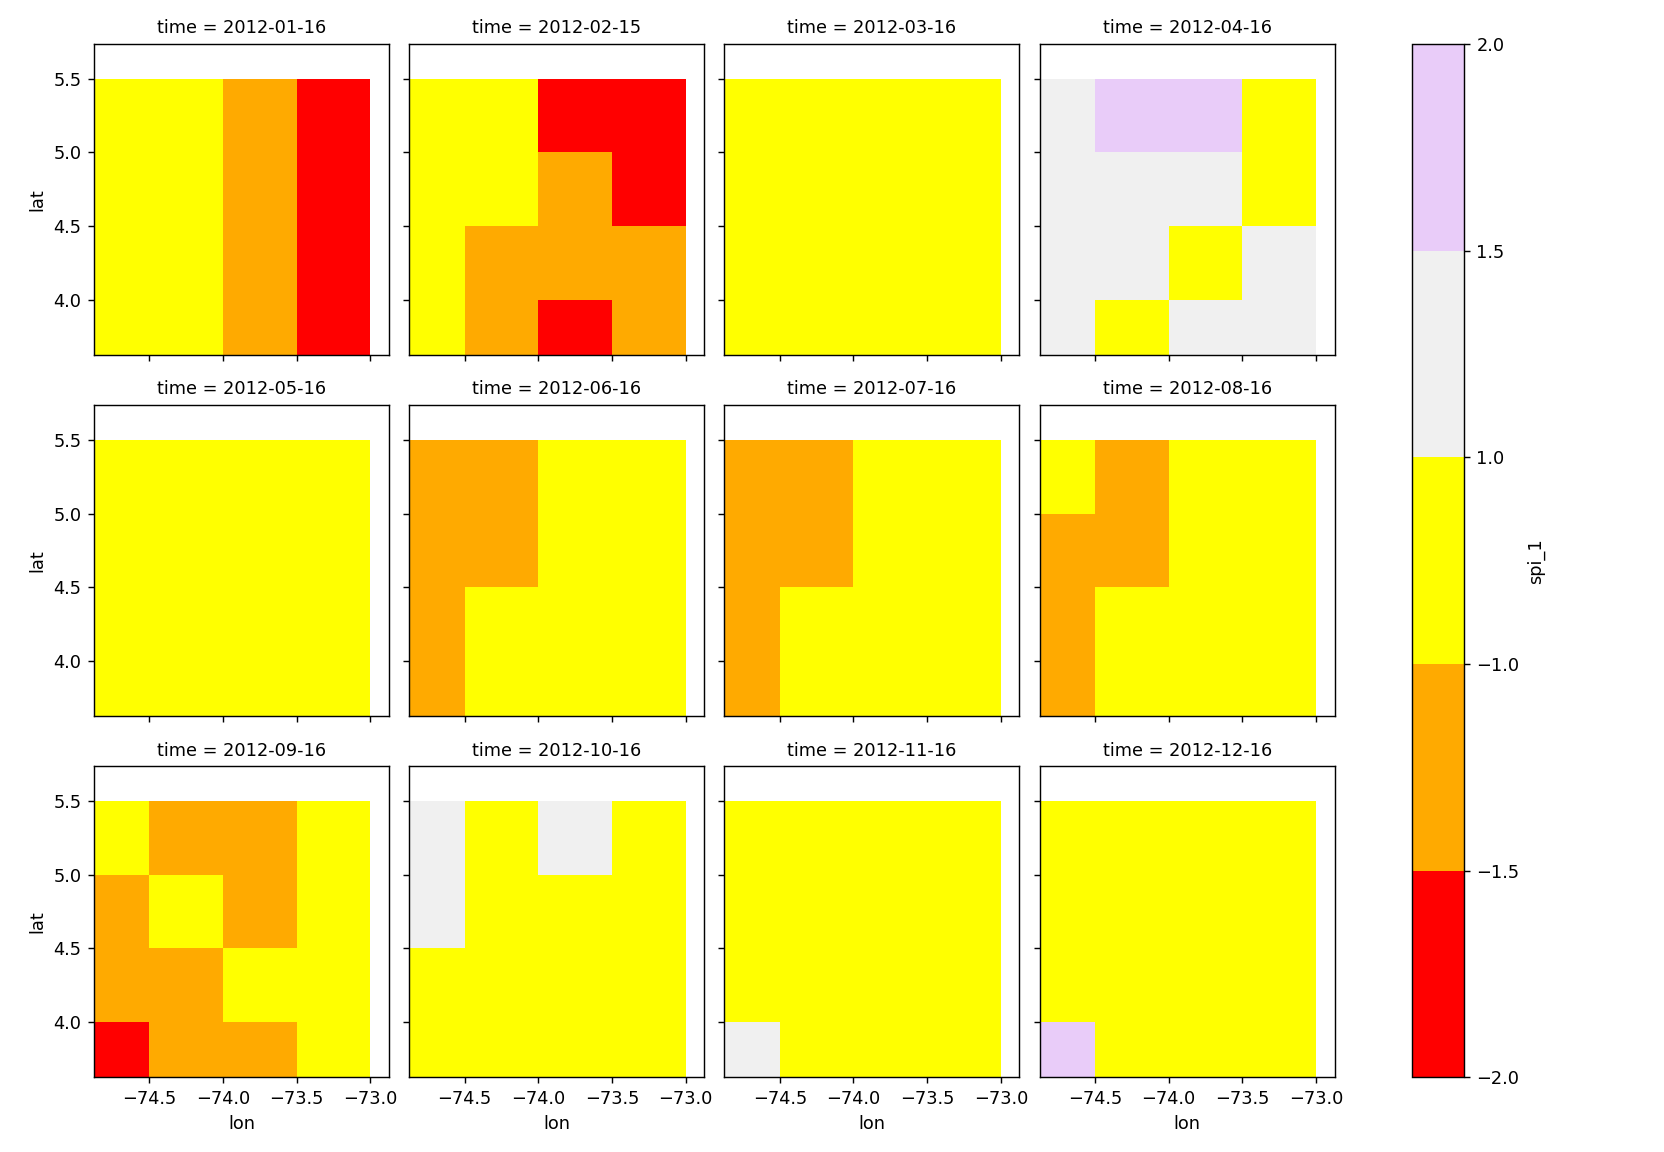 time = 2012-01-16
time = 2012-02-15
time = 2012-03-16
time = 2012-04-16
2.0
5.5
5.0
lat
4.5
4.0
1.5
time = 2012-05-16
time = 2012-06-16
time = 2012-07-16
time = 2012-08-16
5.5
1.0
5.0
lat
4.5
4.0
spi_1
−1.0
time = 2012-09-16
time = 2012-10-16
time = 2012-11-16
time = 2012-12-16
5.5
5.0
lat
4.5
4.0
−1.5
−2.0
−74.5 −74.0 −73.5 −73.0
−74.5 −74.0 −73.5 −73.0
−74.5 −74.0 −73.5 −73.0
−74.5 −74.0 −73.5 −73.0
lon
lon
lon
lon